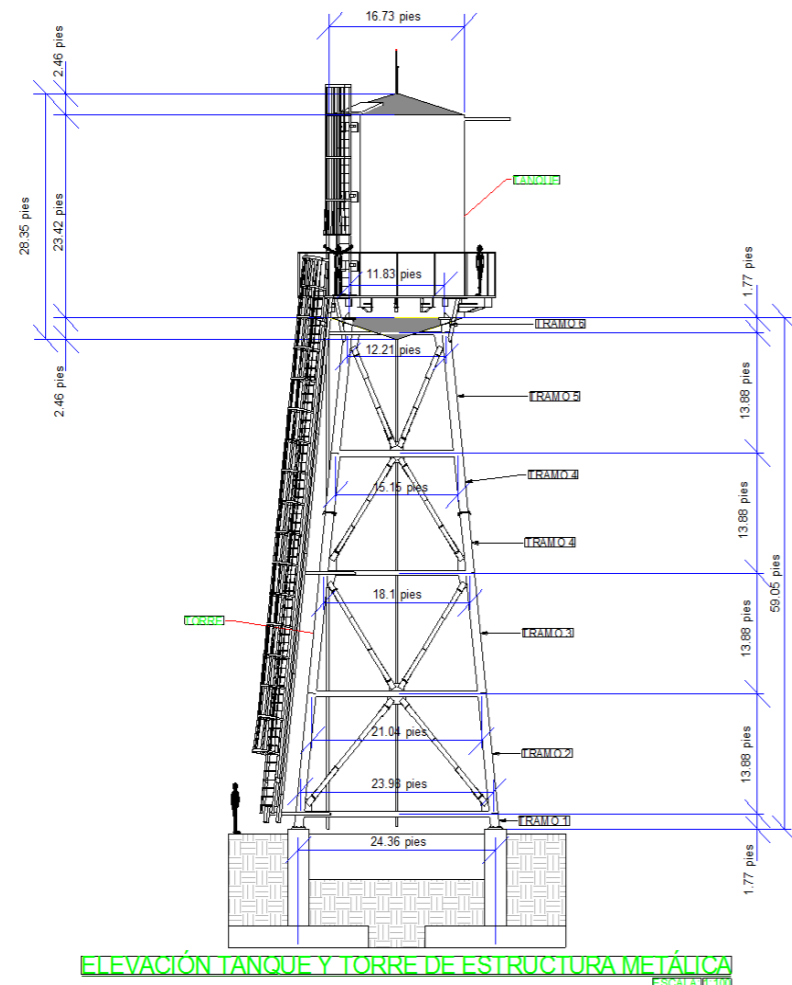 16.73 pies
2.46 pies
28.35 pies
23.42 pies
TANQUE
11.83 pies
1.77 pies
TRAMO 6
12.21 pies
2.46 pies
TRAMO 5
13.88 pies
15.15 pies
TRAMO 4
13.88 pies
TRAMO 4
59.05 pies
18.1 pies
TORRE
TRAMO 3
13.88 pies
21.04 pies
TRAMO 2
13.88 pies
23.98 pies
TRAMO 1
24.36 pies
1.77 pies
ELEVACIÓN TANQUE Y TORRE DE ESTRUCTURA METÁLICA
ESCALA 1:100